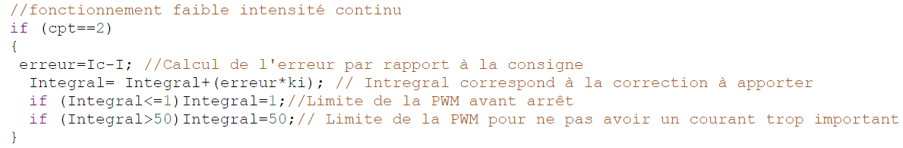 //fonctionnement faible intensité continu
if (cpt==2)
{
erreur=Ic-I; //Calcul de l'erreur par rapport à la consigne
Integral= Integral+(erreur*ki); // Intregral correspond à la correction à apporter
if (Integral<=1)Integral=1;//Limite de la PWM avant arrêt
if (Integral>50)Integral=50;// Limite de la PWM pour ne pas avoir un courant trop important
}